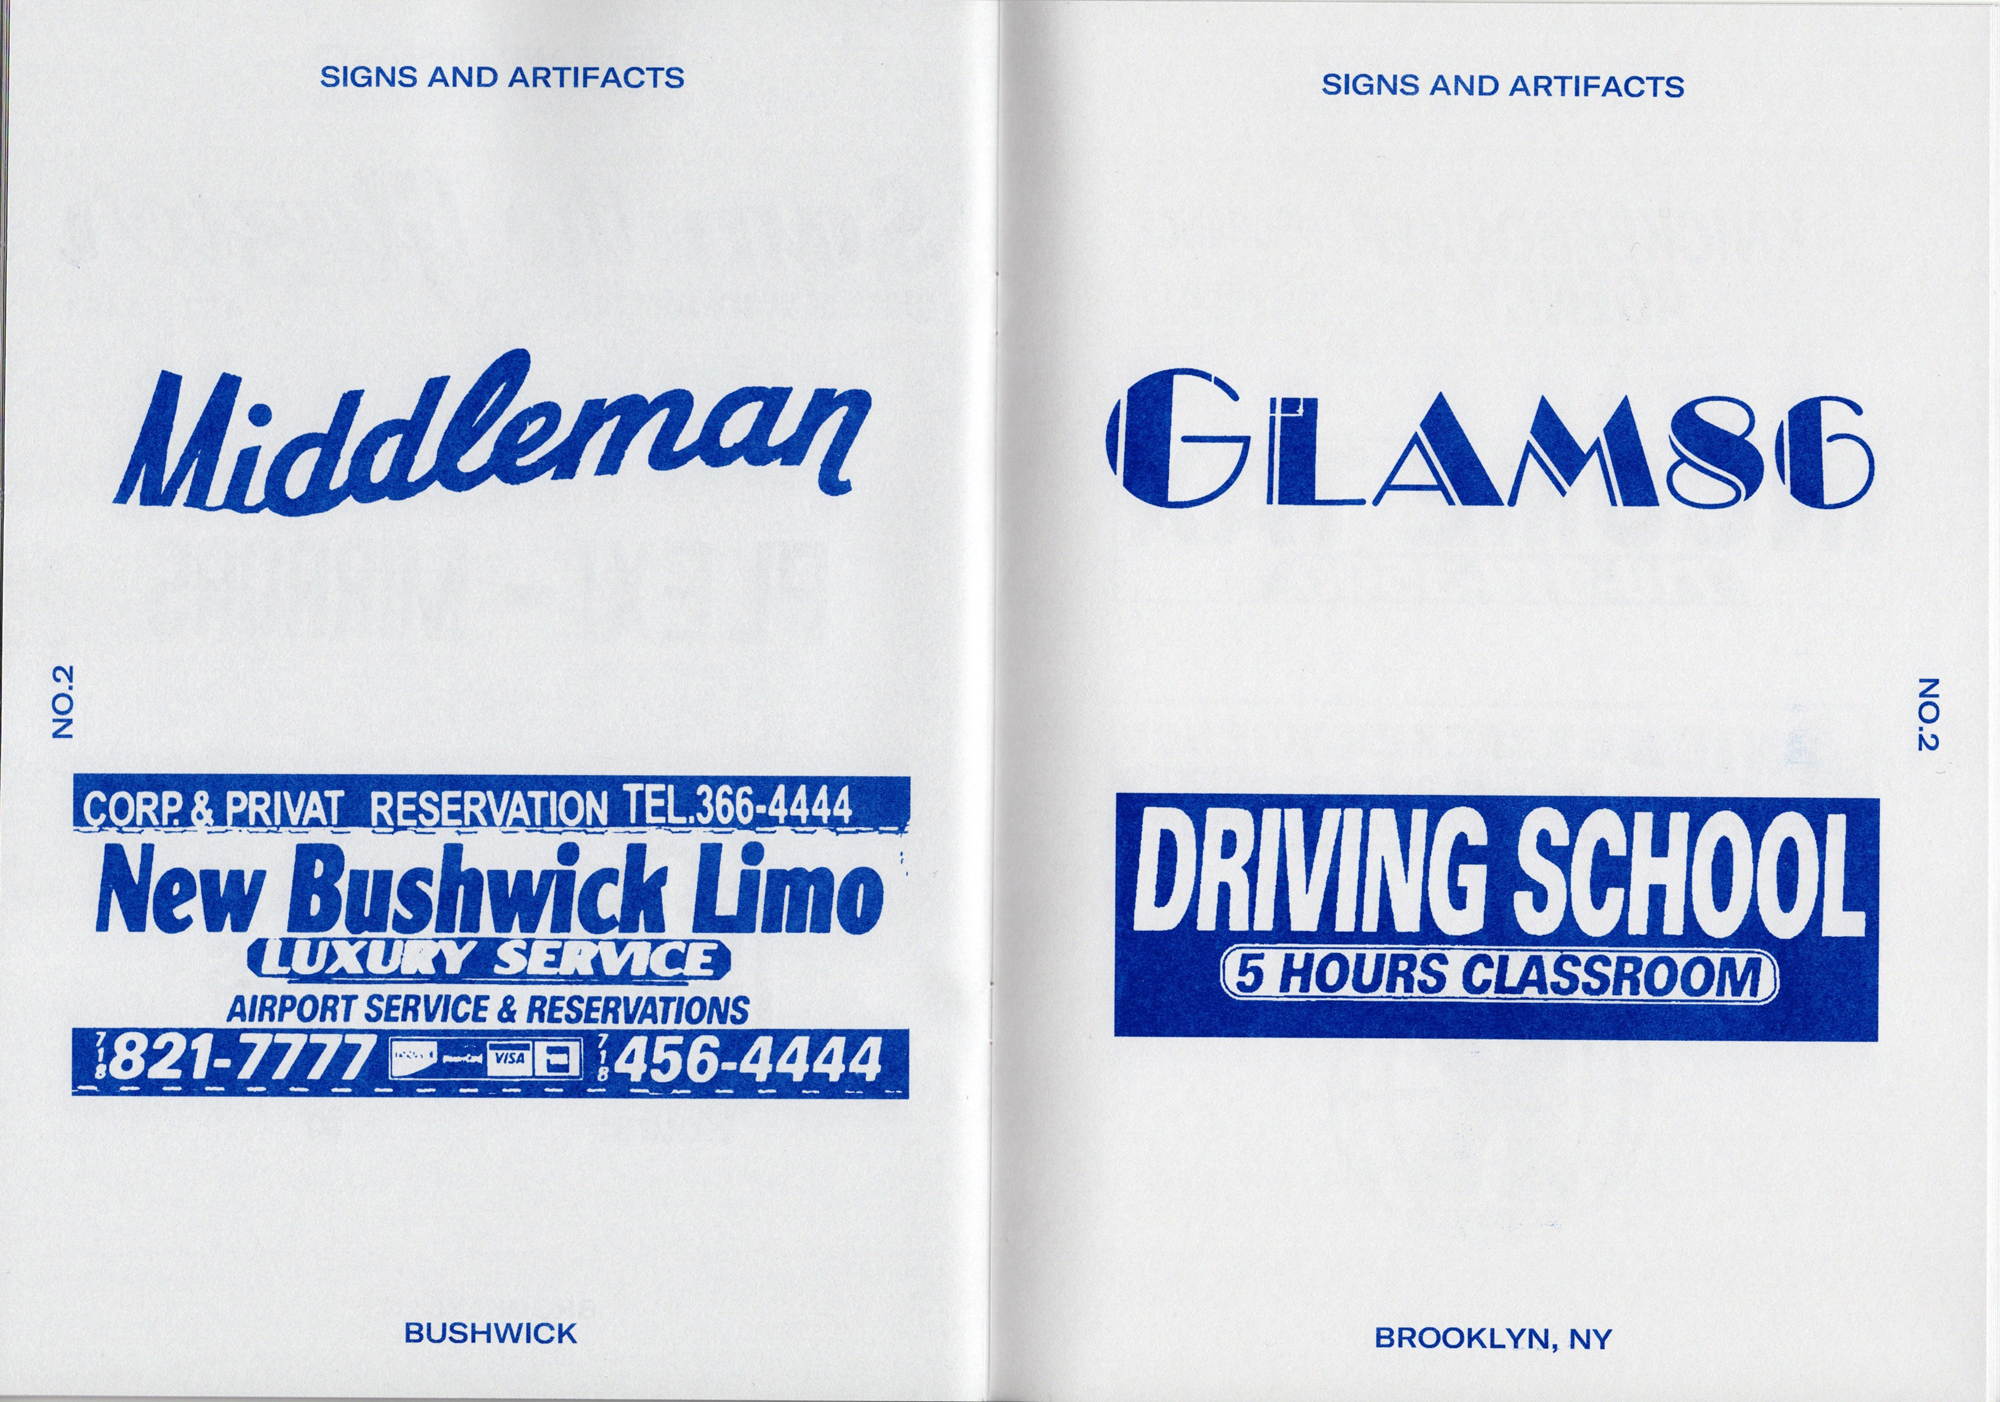 SIGNS AND ARTIFACTS
Middleman
NO.2
CORP. & PRIVAT RESERVATION TEL.366-4444
New Bushwick Limo
LUXURY SERVICE
AIRPORT SERVICE & RESERVATIONS
718 821-7777 VISA 718 456-4444
BUSHWICK
SIGNS AND ARTIFACTS
GLAM86
NO.2
DRIVING SCHOOL
5 HOURS CLASSROOM
BROOKLYN, NY